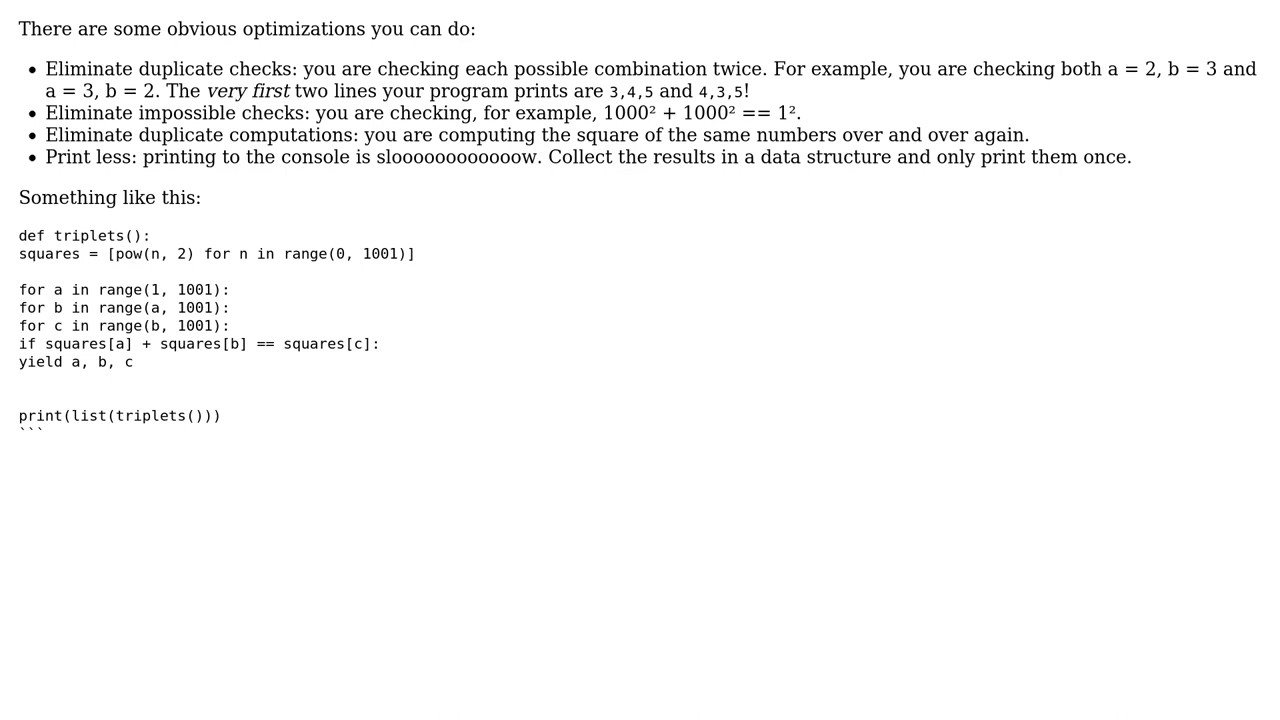 There are some obvious optimizations you can do:
• Eliminate duplicate checks: you are checking each possible combination twice. For example, you are checking both a = 2, b = 3 and
a = 3, b = 2. The very first two lines your program prints are 3,4,5 and 4,3,5!
• Eliminate impossible checks: you are checking, for example, 1000² + 1000² == 1².
• Eliminate duplicate computations: you are computing the square of the same numbers over and over again.
• Print less: printing to the console is sloooooooooooow. Collect the results in a data structure and only print them once.
Something like this:
def triplets():
squares = [pow(n, 2) for n in range(0, 1001)]
for a in range(1, 1001):
for b in range(a, 1001):
for c in range(b, 1001):
if squares[a] + squares[b] == squares[c]:
yield a, b, c
print(list(triplets()))
```